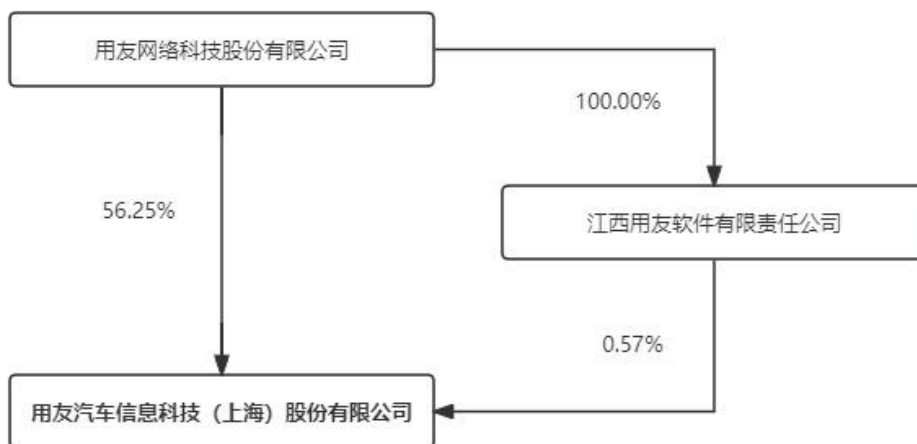 用友网络科技股份有限公司
100.00%
56.25%
江西用友软件有限责任公司
0.57%
用友汽车信息科技（上海）股份有限公司